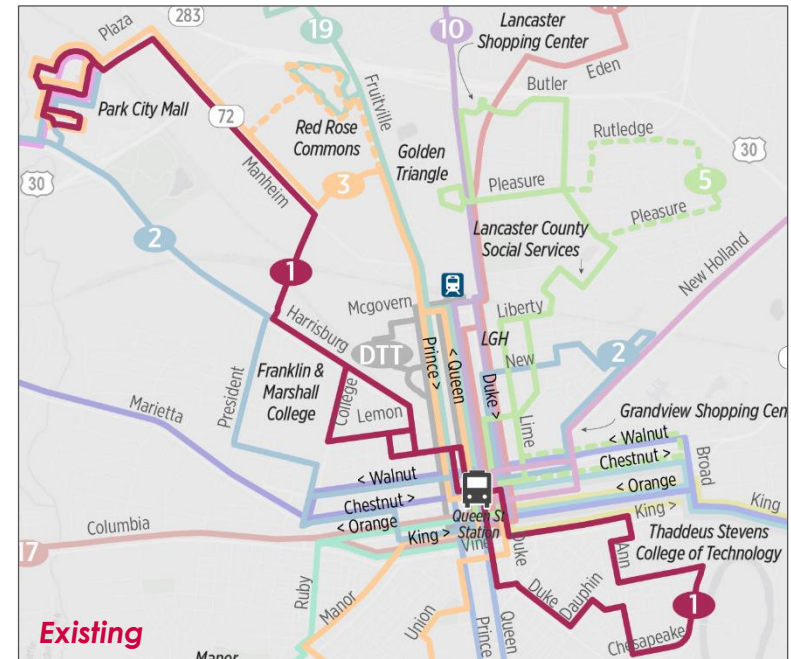 283
Plaza
19
10
Lancaster
Shopping Center
Eden
Butler
Fruitville
Park City Mall
72
Red Rose
Commons
Golden
Triangle
Rutledge
30
30
Manheim
3
Pleasure
5
Pleasure
2
Lancaster County
Social Services
New Holland
1
Mcgovern
Liberty
Harrisburg
LGH
DTT
Prince >
< Queen
Duke >
New
2
Franklin &
Marshall
College
College
Lemon
President
Marietta
Lime
Grandview Shopping Cen
< Walnut
< Walnut
Chestnut >
Broad
Chestnut >
< Orange
< Orange
King >
King
Columbia
Queen St
Station
King >
Vine
Duke
Thaddeus Stevens
College of Technology
17
Ann
Ruby
Manor
Union
Duke
Dauphin
1
Prince
Queen
Chesapeake
Existing
Manor